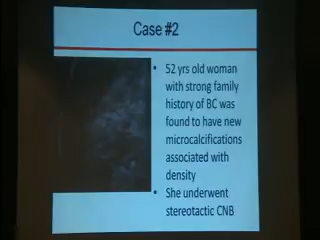 Case #2
• 52 yrs old woman
with strong family
history of BC was
found to have new
microcalcifications
associated with
density
• She underwent
stereotactic CNB